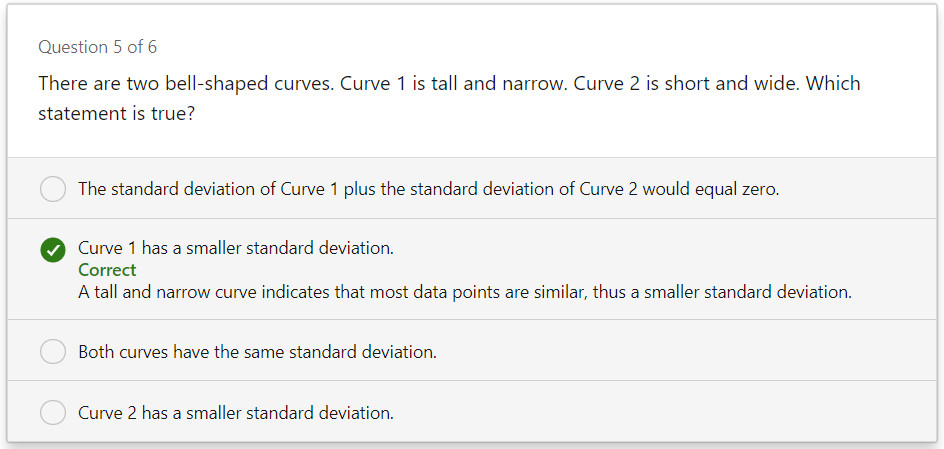 Question 5 of 6
There are two bell-shaped curves. Curve 1 is tall and narrow. Curve 2 is short and wide. Which
statement is true?
The standard deviation of Curve 1 plus the standard deviation of Curve 2 would equal zero.
Curve 1 has a smaller standard deviation.
Correct
A tall and narrow curve indicates that most data points are similar, thus a smaller standard deviation.
Both curves have the same standard deviation.
Curve 2 has a smaller standard deviation.